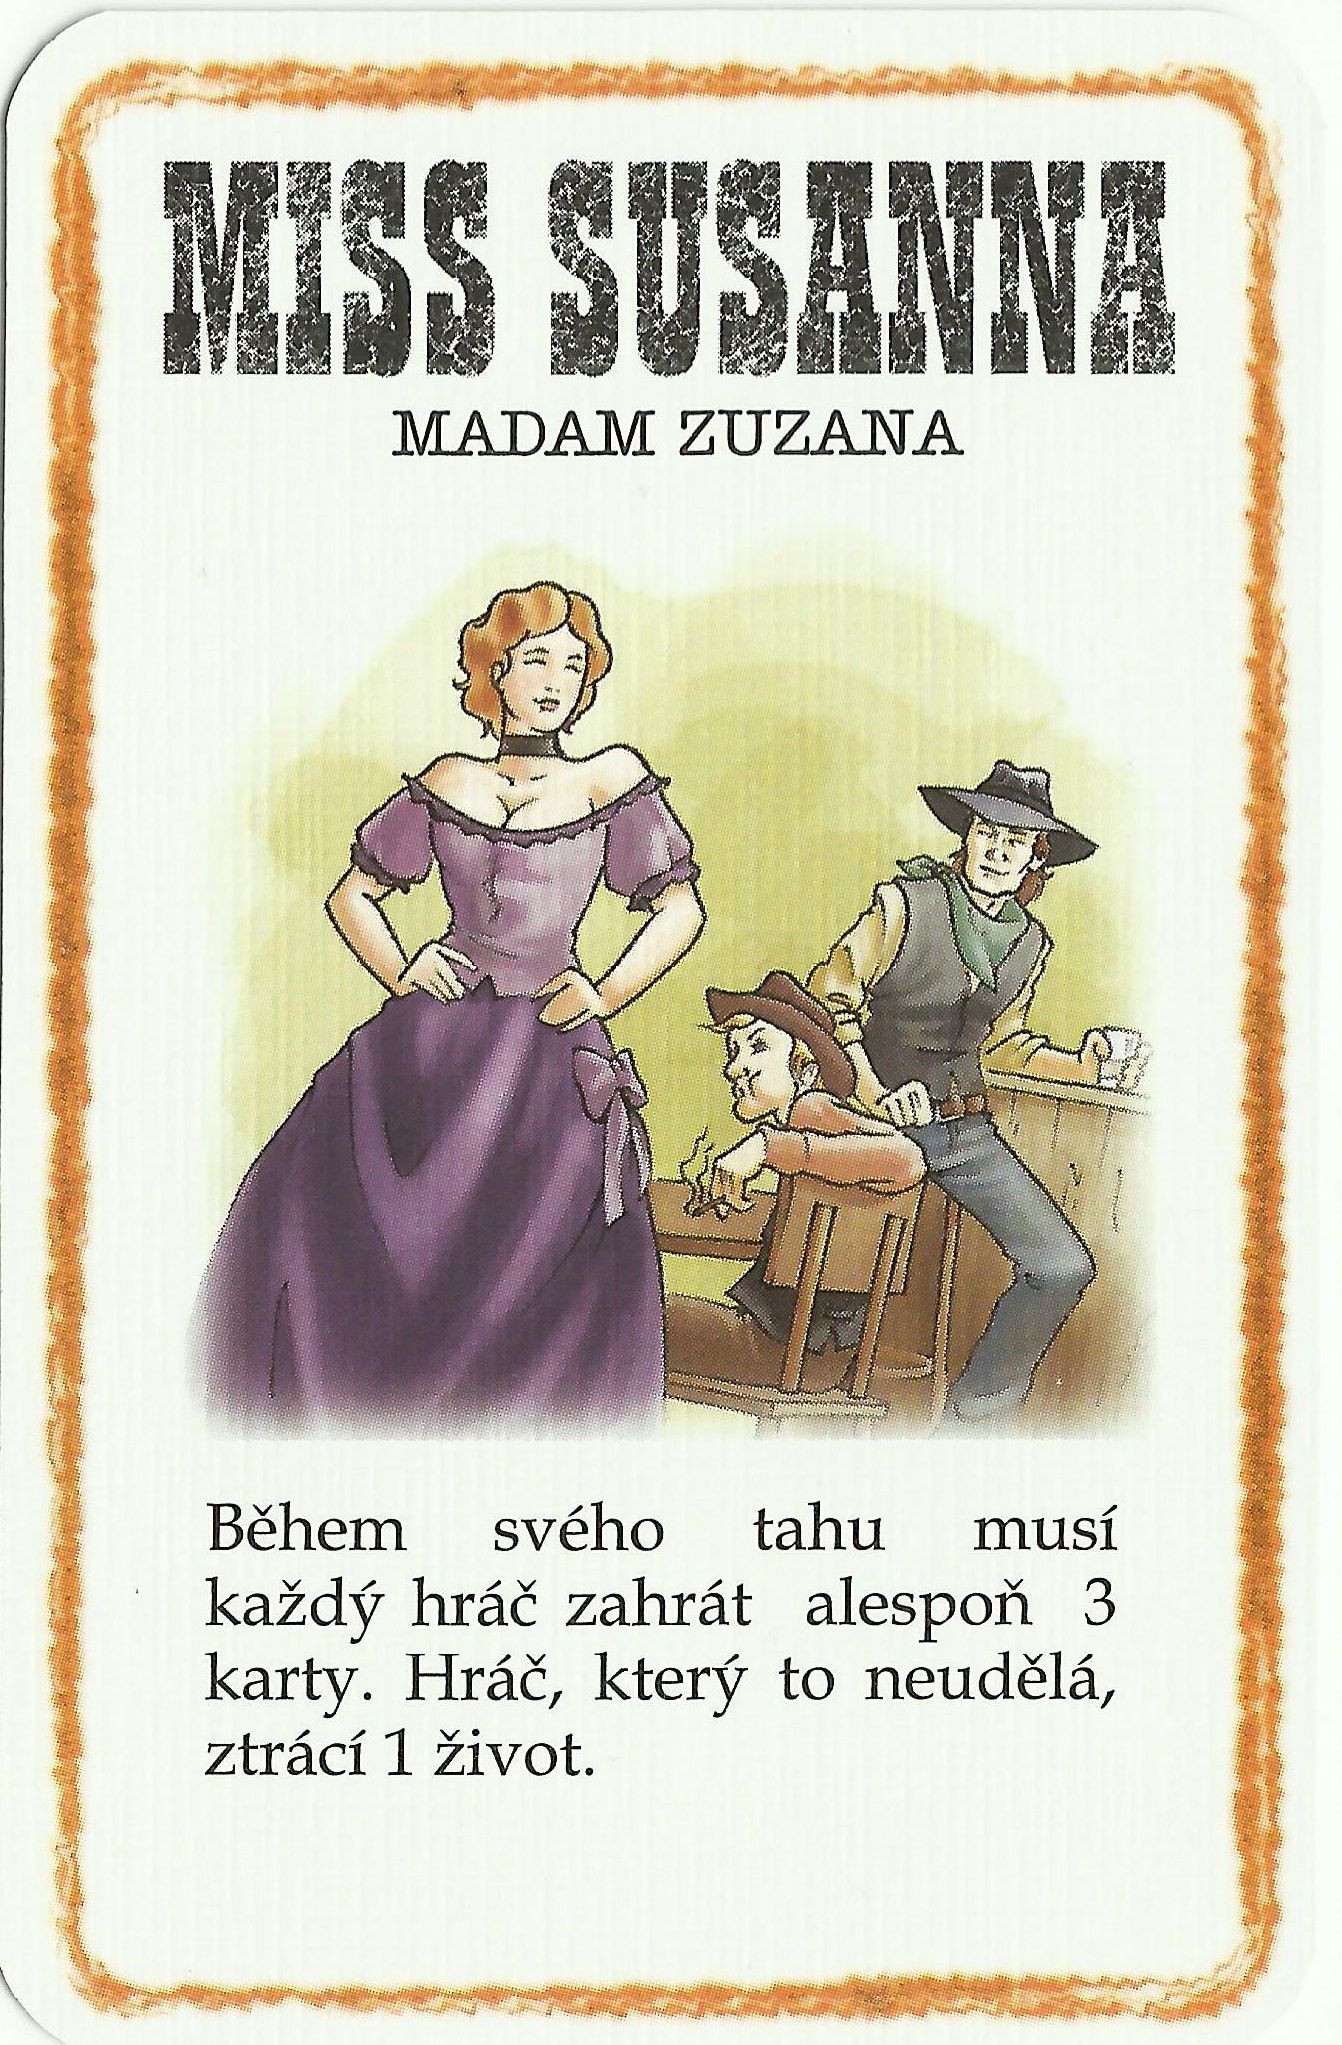 MISS SUSANNA
MADAM ZUZANA
Během svého tahu musí
každý hráč zahrát alespoň 3
karty. Hráč, který to neudělá,
ztrácí 1 život.